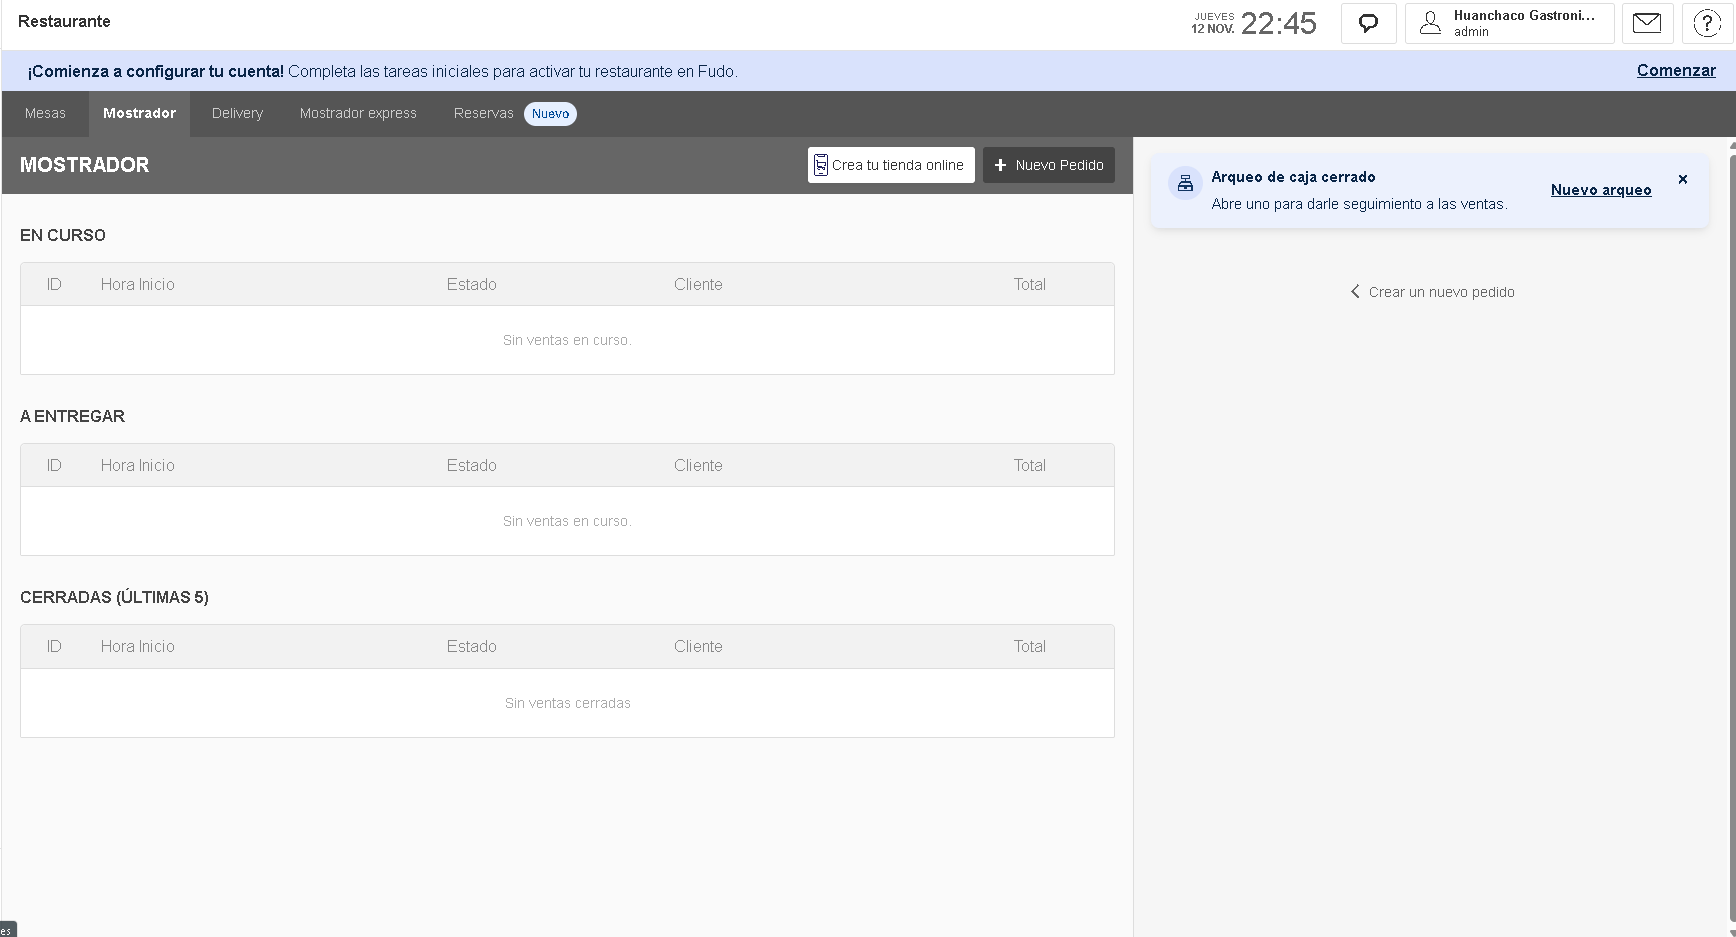 Restaurante
JUEVES
12 NOV.
22:45
Huanchaco Gastroni...
admin
?
¡Comienza a configurar tu cuenta! Completa las tareas iniciales para activar tu restaurante en Fudo.
Comenzar
Mesas
Mostrador
Delivery
Mostrador express
Reservas
Nuevo
MOSTRADOR
Crea tu tienda online
+ Nuevo Pedido
Arqueo de caja cerrado
Abre uno para darle seguimiento a las ventas.
Nuevo arqueo
×
Crear un nuevo pedido
EN CURSO
ID Hora Inicio Estado Cliente Total
Sin ventas en curso.
A ENTREGAR
ID Hora Inicio Estado Cliente Total
Sin ventas en curso.
CERRADAS (ÚLTIMAS 5)
ID Hora Inicio Estado Cliente Total
Sin ventas cerradas
es